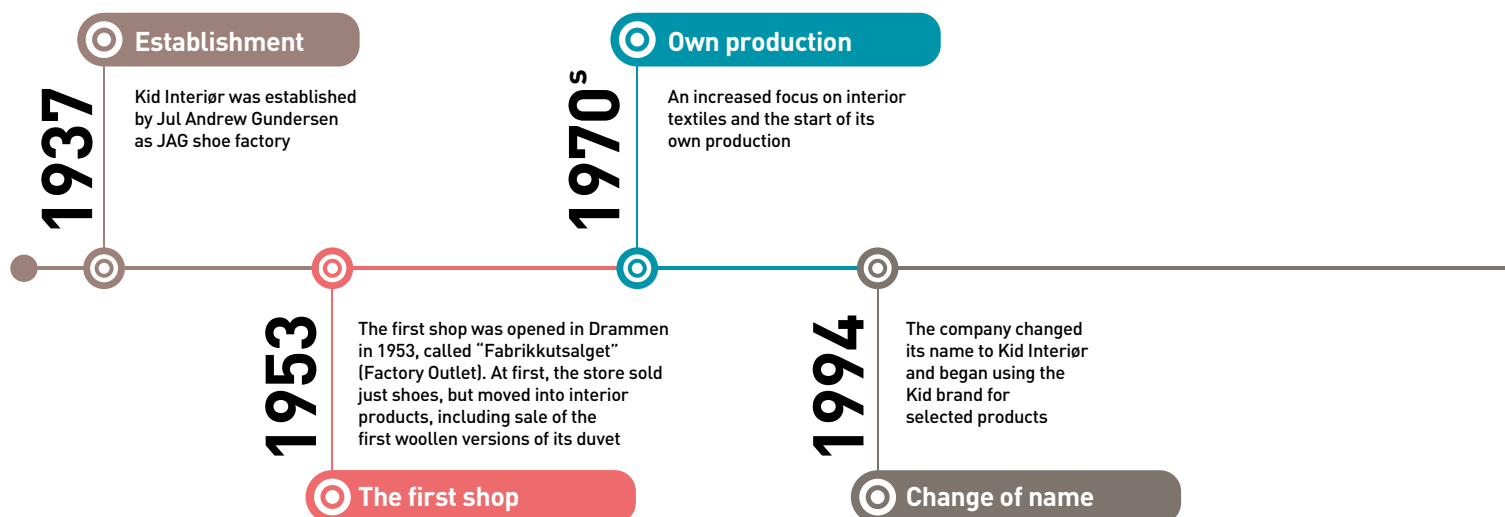 Establishment
1937
Kid Interiør was established
by Jul Andrew Gundersen
as JAG shoe factory
1953
The first shop was opened in Drammen
in 1953, called “Fabrikkutsalget”
(Factory Outlet). At first, the store sold
just shoes, but moved into interior
products, including sale of the
first woollen versions of its duvet
The first shop
Own production
1970s
An increased focus on interior
textiles and the start of its
own production
1994
The company changed
its name to Kid Interiør
and began using the
Kid brand for
selected products
Change of name